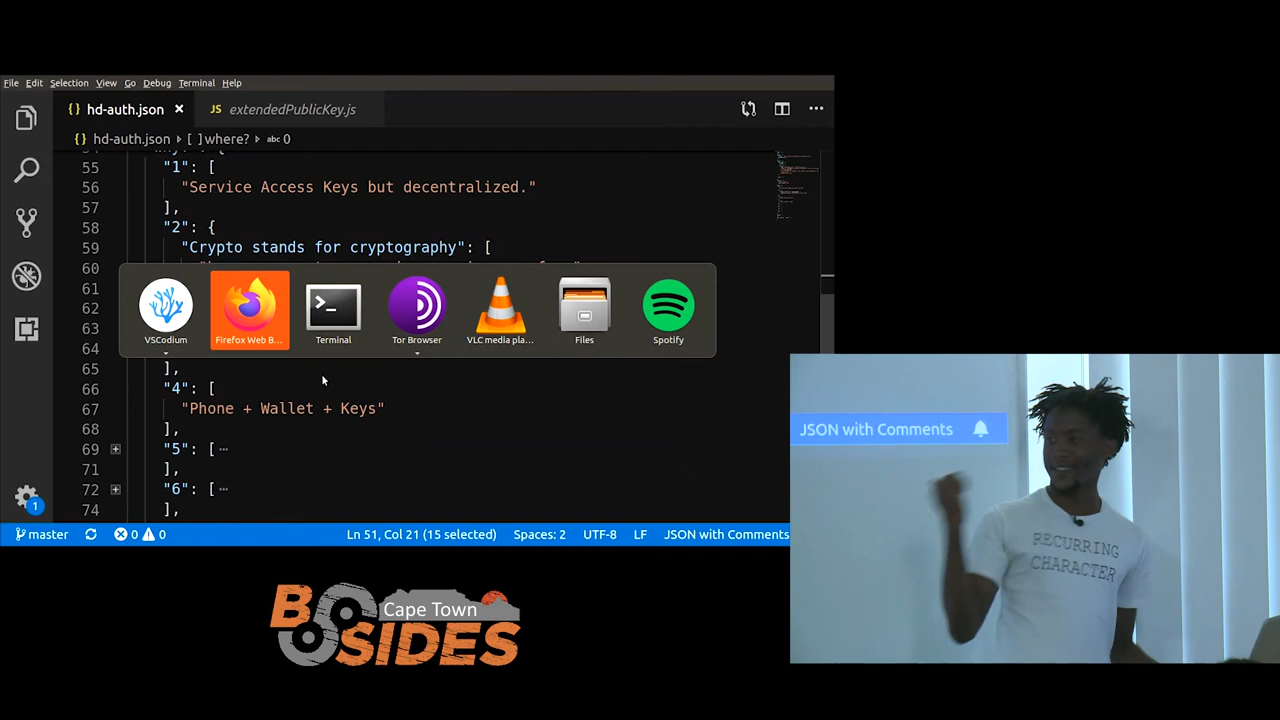 File Edit Selection View Go Debug Terminal Help
{ } hd-auth.json ×
JS extendedPublicKey.js
{ } hd-auth.json [ ] where? abc 0
55 "1": [
56 "Service Access Keys but decentralized."
57 ],
58 "2": {
59 "Crypto stands for cryptography": [
60
61
62
63
64
VSCodium
Firefox Web B...
Terminal
Tor Browser
VLC media pla...
Files
Spotify
65 ],
66 "4": [
67 "Phone + Wallet + Keys"
68 ],
69 "5": [ ...
71 ],
72 "6": [ ...
74 ],
1
master 0 0 Ln 51, Col 21 (15 selected) Spaces: 2 UTF-8 LF JSON with Comments
JSON with Comments
RECURRING
CHARACTER
BSIDES
Cape Town